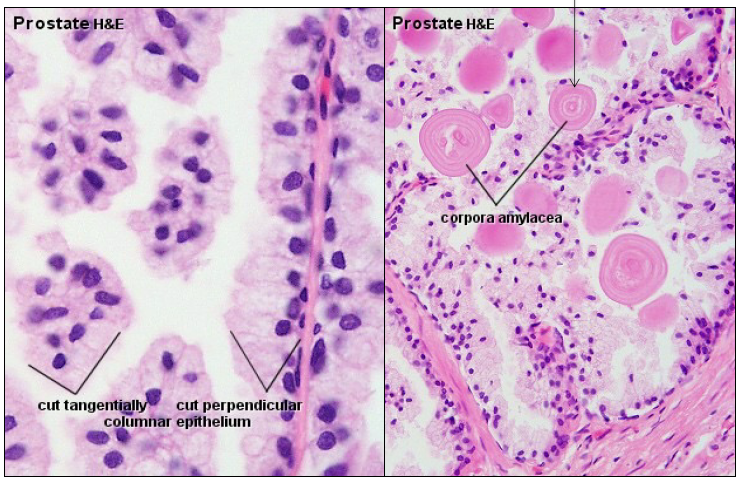 Prostate H&E
cut tangentially cut perpendicular
columnar epithelium
Prostate H&E
corpora amylacea